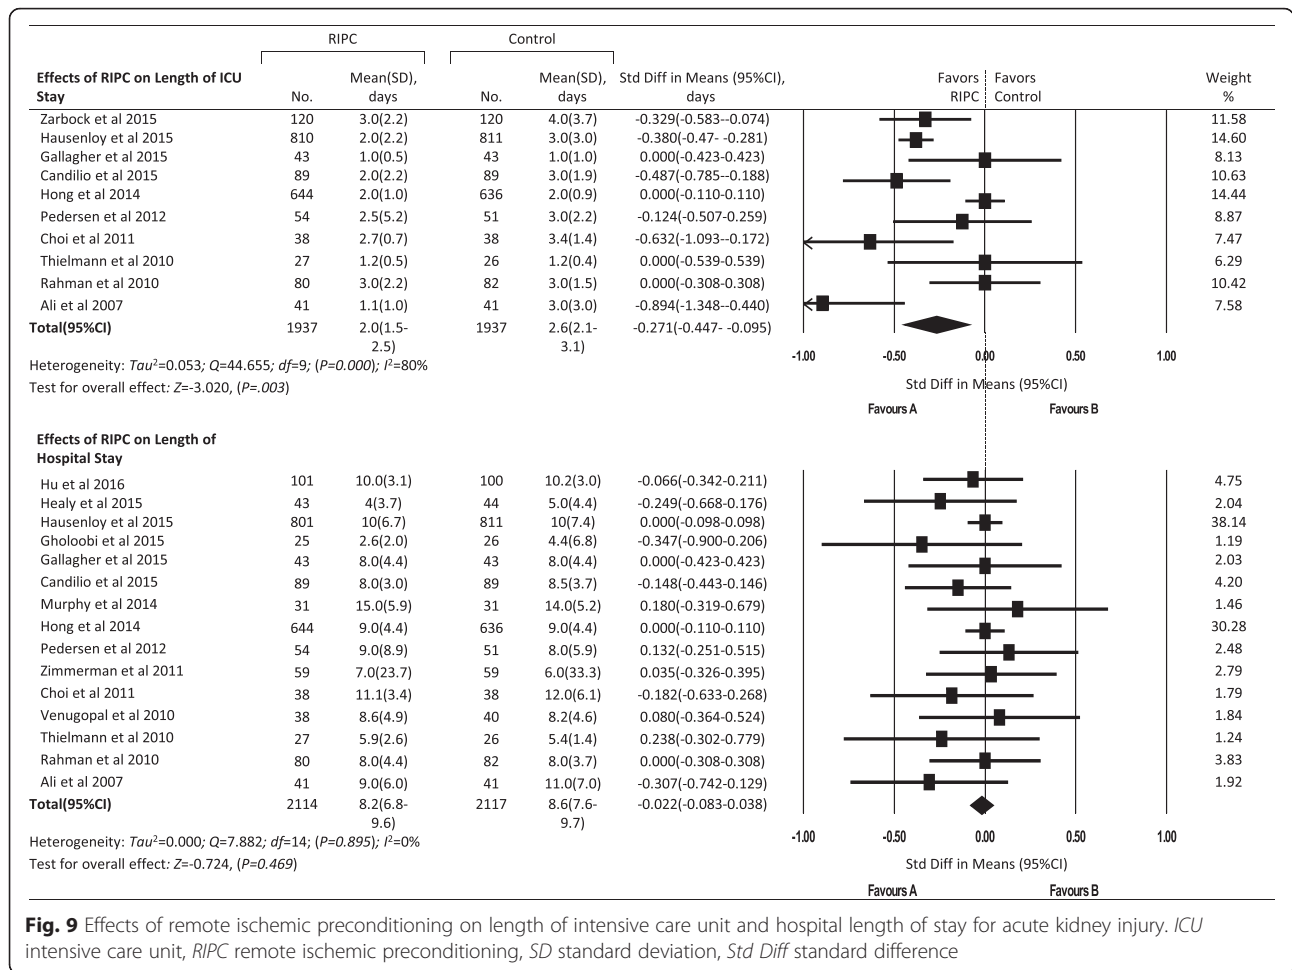 RIPC Control
Effects of RIPC on Length of ICU Mean(SD), Mean(SD), Std Diff in Means (95%CI), Favors Favors Weight
Stay No. days No. days days RIPC Control %
Zarbock et al 2015 120 3.0(2.2) 120 4.0(3.7) -0.329(-0.583--0.074) 11.58
Hausenloy et al 2015 810 2.0(2.2) 811 3.0(3.0) -0.380(-0.47- -0.281) 14.60
Gallagher et al 2015 43 1.0(0.5) 43 1.0(1.0) 0.000(-0.423-0.423) 8.13
Candilio et al 2015 89 2.0(2.2) 89 3.0(1.9) -0.487(-0.785--0.188) 10.63
Hong et al 2014 644 2.0(1.0) 636 2.0(0.9) 0.000(-0.110-0.110) 14.44
Pedersen et al 2012 54 2.5(5.2) 51 3.0(2.2) -0.124(-0.507-0.259) 8.87
Choi et al 2011 38 2.7(0.7) 38 3.4(1.4) -0.632(-1.093--0.172) 7.47
Thielmann et al 2010 27 1.2(0.5) 26 1.2(0.4) 0.000(-0.539-0.539) 6.29
Rahman et al 2010 80 3.0(2.2) 82 3.0(1.5) 0.000(-0.308-0.308) 10.42
Ali et al 2007 41 1.1(1.0) 41 3.0(3.0) -0.894(-1.348--0.440) 7.58
Total(95%CI) 1937 2.0(1.5- 1937 2.6(2.1- -0.271(-0.447- -0.095)
2.5) 3.1)
-1.00 -0.50 0.00 0.50 1.00
Heterogeneity: Tau²=0.053; Q=44.655; df=9; (P=0.000); I²=80%
Test for overall effect: Z=-3.020, (P=.003) Std Diff in Means (95%CI)
Favours A Favours B
Effects of RIPC on Length of
Hospital Stay
Hu et al 2016 101 10.0(3.1) 100 10.2(3.0) -0.066(-0.342-0.211) 4.75
Healy et al 2015 43 4(3.7) 44 5.0(4.4) -0.249(-0.668-0.176) 2.04
Hausenloy et al 2015 801 10(6.7) 811 10(7.4) 0.000(-0.098-0.098) 38.14
Gholoobi et al 2015 25 2.6(2.0) 26 4.4(6.8) -0.347(-0.900-0.206) 1.19
Gallagher et al 2015 43 8.0(4.4) 43 8.0(4.4) 0.000(-0.423-0.423) 2.03
Candilio et al 2015 89 8.0(3.0) 89 8.5(3.7) -0.148(-0.443-0.146) 4.20
Murphy et al 2014 31 15.0(5.9) 31 14.0(5.2) 0.180(-0.319-0.679) 1.46
Hong et al 2014 644 9.0(4.4) 636 9.0(4.4) 0.000(-0.110-0.110) 30.28
Pedersen et al 2012 54 9.0(8.9) 51 8.0(5.9) 0.132(-0.251-0.515) 2.48
Zimmerman et al 2011 59 7.0(23.7) 59 6.0(33.3) 0.035(-0.326-0.395) 2.79
Choi et al 2011 38 11.1(3.4) 38 12.0(6.1) -0.182(-0.633-0.268) 1.79
Venugopal et al 2010 38 8.6(4.9) 40 8.2(4.6) 0.080(-0.364-0.524) 1.84
Thielmann et al 2010 27 5.9(2.6) 26 5.4(1.4) 0.238(-0.302-0.779) 1.24
Rahman et al 2010 80 8.0(4.4) 82 8.0(3.7) 0.000(-0.308-0.308) 3.83
Ali et al 2007 41 9.0(6.0) 41 11.0(7.0) -0.307(-0.742-0.129) 1.92
Total(95%CI) 2114 8.2(6.8- 2117 8.6(7.6- -0.022(-0.083-0.038)
9.6) 9.7)
-1.00 -0.50 0.00 0.50 1.00
Heterogeneity: Tau²=0.000; Q=7.882; df=14; (P=0.895); I²=0%
Test for overall effect: Z=-0.724, (P=0.469) Std Diff in Means (95%CI)
Favours A Favours B
Fig. 9 Effects of remote ischemic preconditioning on length of intensive care unit and hospital length of stay for acute kidney injury. ICU
intensive care unit, RIPC remote ischemic preconditioning, SD standard deviation, Std Diff standard difference